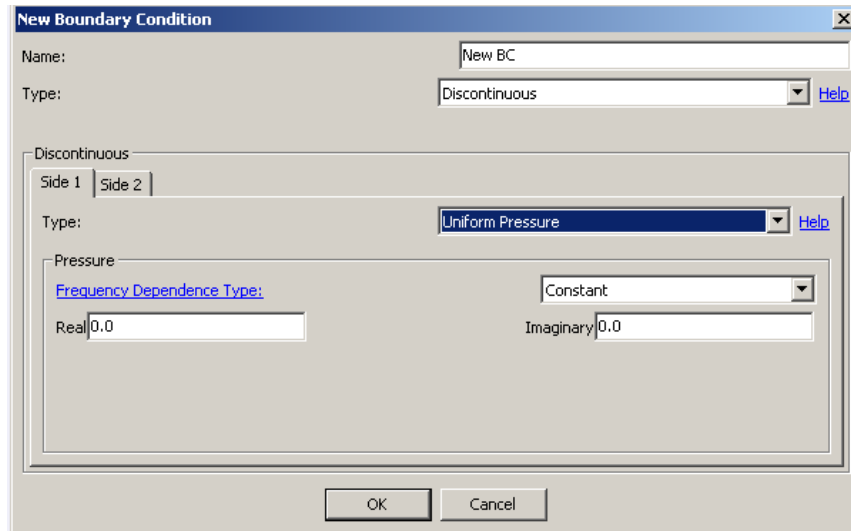 New Boundary Condition
Name: New BC
Type: Discontinuous Help
Discontinuous
Side 1 Side 2
Type: Uniform Pressure Help
Pressure
Frequency Dependence Type: Constant
Real 0.0 Imaginary 0.0
OK Cancel